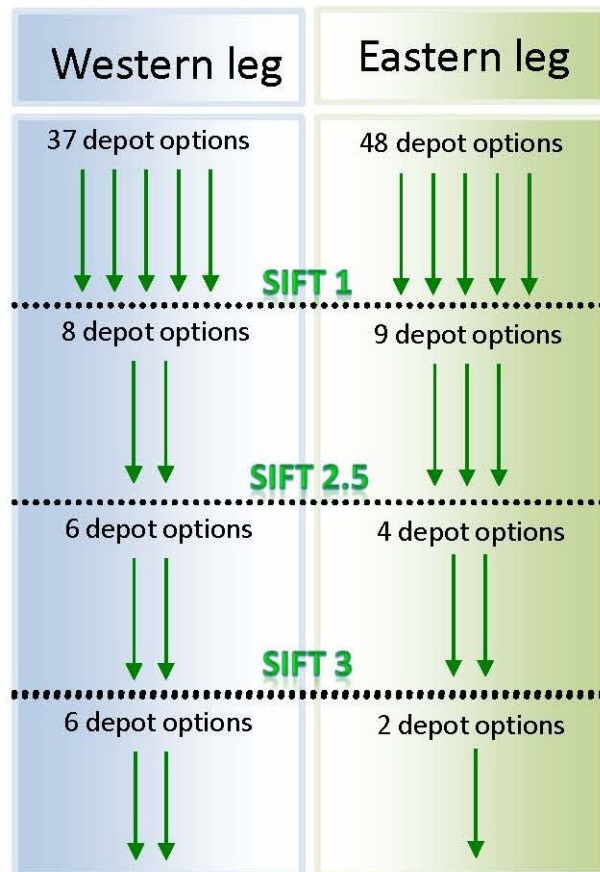 Western leg
Eastern leg
37 depot options
48 depot options
SIFT 1
8 depot options
9 depot options
SIFT 2.5
6 depot options
4 depot options
SIFT 3
6 depot options
2 depot options